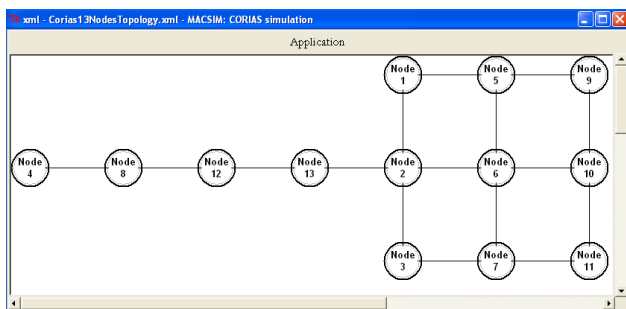 xml - Corias13NodesTopology.xml - MACSIM: CORIAS simulation
Application
Node
1
Node
5
Node
9
Node
4
Node
8
Node
12
Node
13
Node
2
Node
6
Node
10
Node
3
Node
7
Node
11